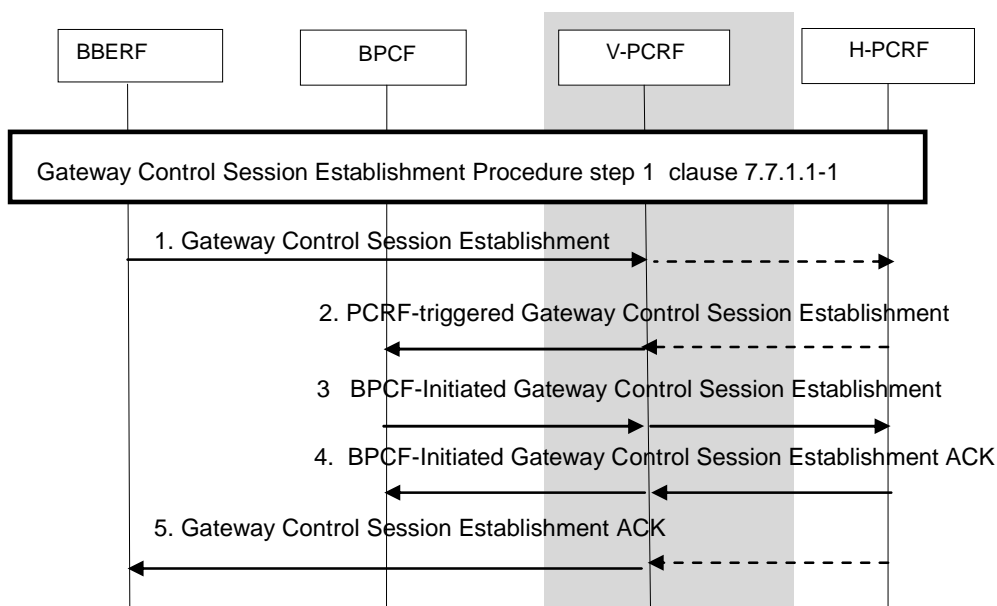 BBERF
BPCF
V-PCRF
H-PCRF
Gateway Control Session Establishment Procedure step 1 clause 7.7.1.1-1
1. Gateway Control Session Establishment
2. PCRF-triggered Gateway Control Session Establishment
3 BPCF-Initiated Gateway Control Session Establishment
4. BPCF-Initiated Gateway Control Session Establishment ACK
5. Gateway Control Session Establishment ACK